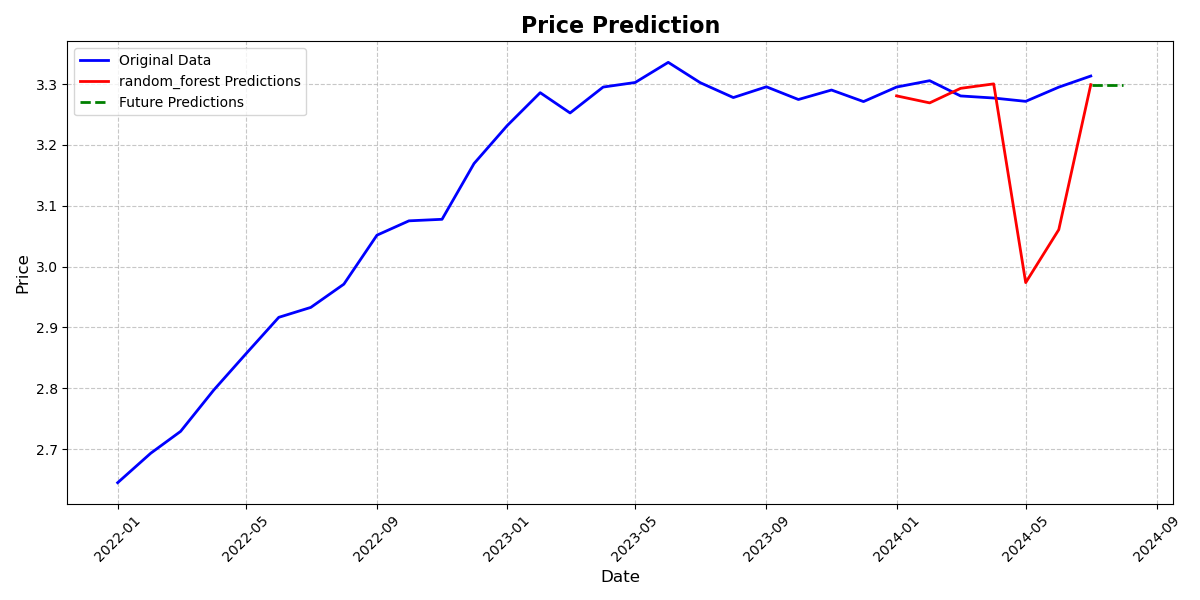 Price Prediction
Original Data
random_forest Predictions
Future Predictions
Price
3.3
3.2
3.1
3.0
2.9
2.8
2.7
2022-01
2022-05
2022-09
2023-01
2023-05
2023-09
2024-01
2024-05
2024-09
Date